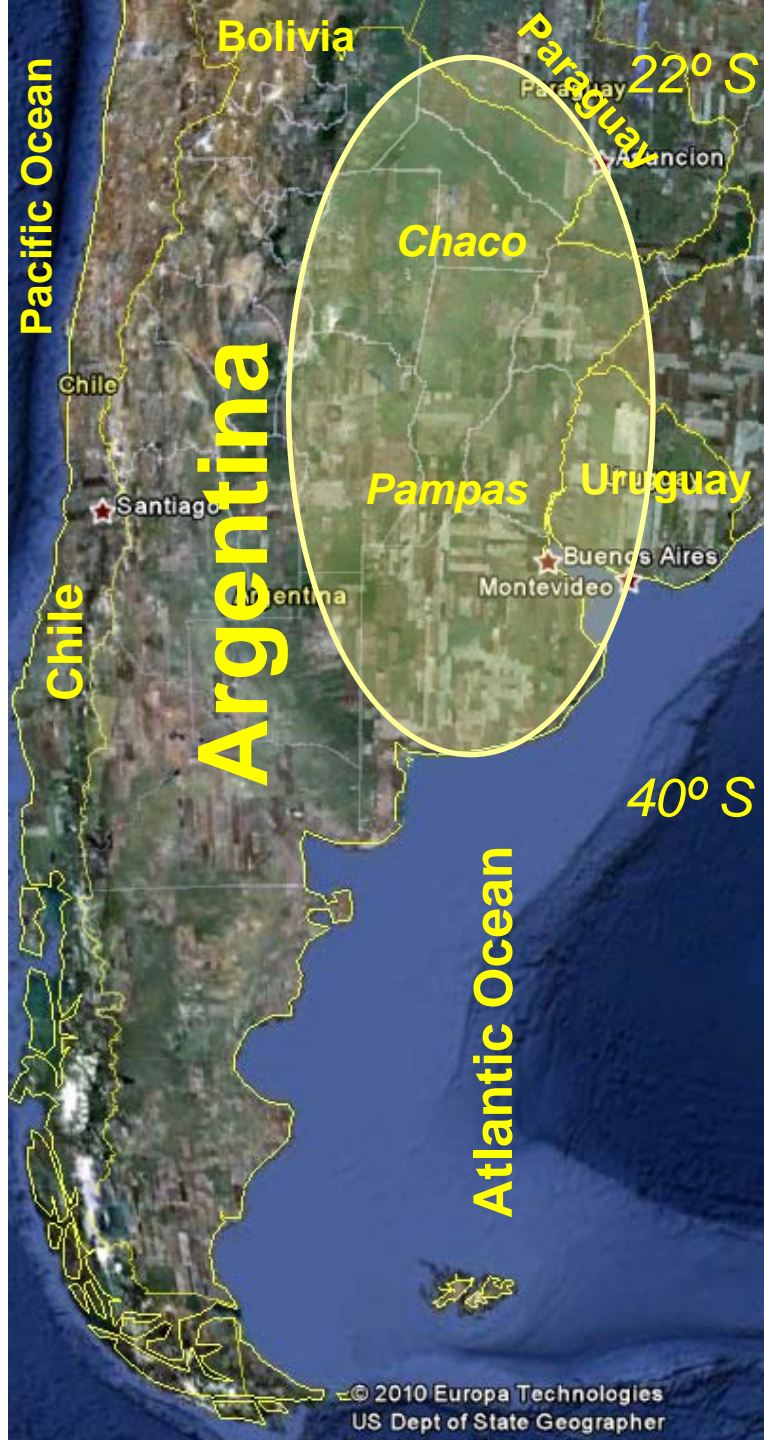 Bolivia
Paraguay
Paraguay
22º S
Pacific Ocean
Asuncion
Chaco
Chile
Argentina
Pampas
Uruguay
Uruguay
Santiago
Buenos Aires
Montevideo
Chile
Argentina
40º S
Atlantic Ocean
© 2010 Europa Technologies
US Dept of State Geographer